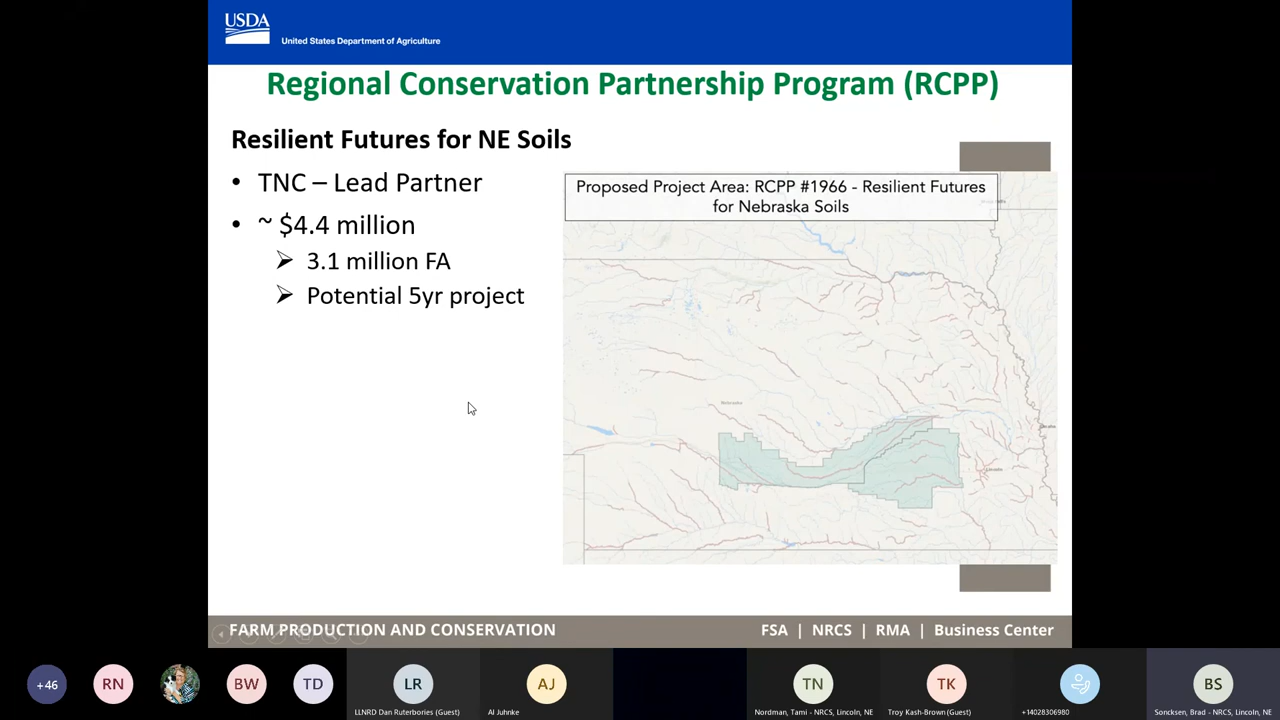 USDA
United States Department of Agriculture
Regional Conservation Partnership Program (RCPP)
Resilient Futures for NE Soils
• TNC – Lead Partner
• ~ $4.4 million
➢ 3.1 million FA
➢ Potential 5yr project
Proposed Project Area: RCPP #1966 - Resilient Futures
for Nebraska Soils
Nebraska
Lincoln
FARM PRODUCTION AND CONSERVATION
FSA | NRCS | RMA | Business Center
+46
RN
BW
TD
LR
AJ
TN
TK
BS
LLNRD Dan Ruterbories (Guest)
Al Juhnke
Nordman, Tami - NRCS, Lincoln, NE
Troy Kash-Brown (Guest)
+14028306980
Soncksen, Brad - NRCS, Lincoln, NE